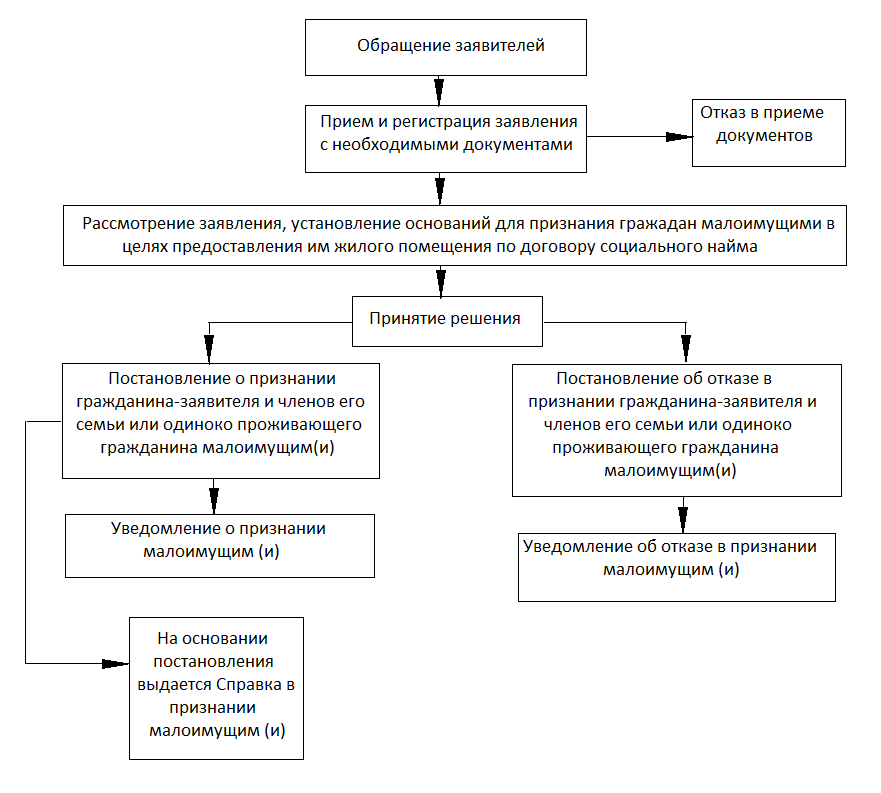 Обращение заявителей
Прием и регистрация заявления
с необходимыми документами
Отказ в приеме
документов
Рассмотрение заявления, установление оснований для признания гражадан малоимущими в
целях предоставления им жилого помещения по договору социального найма
Принятие решения
Постановление о признании
гражданина-заявителя и членов его
семьи или одиноко проживающего
гражданина малоимущим(и)
Постановление об отказе в
признании гражданина-заявителя и
членов его семьи или одиноко
проживающего гражданина
малоимущим(и)
Уведомление о признании
малоимущим (и)
Уведомление об отказе в признании
малоимущим (и)
На основании
постановления
выдается Справка в
признании
малоимущим (и)